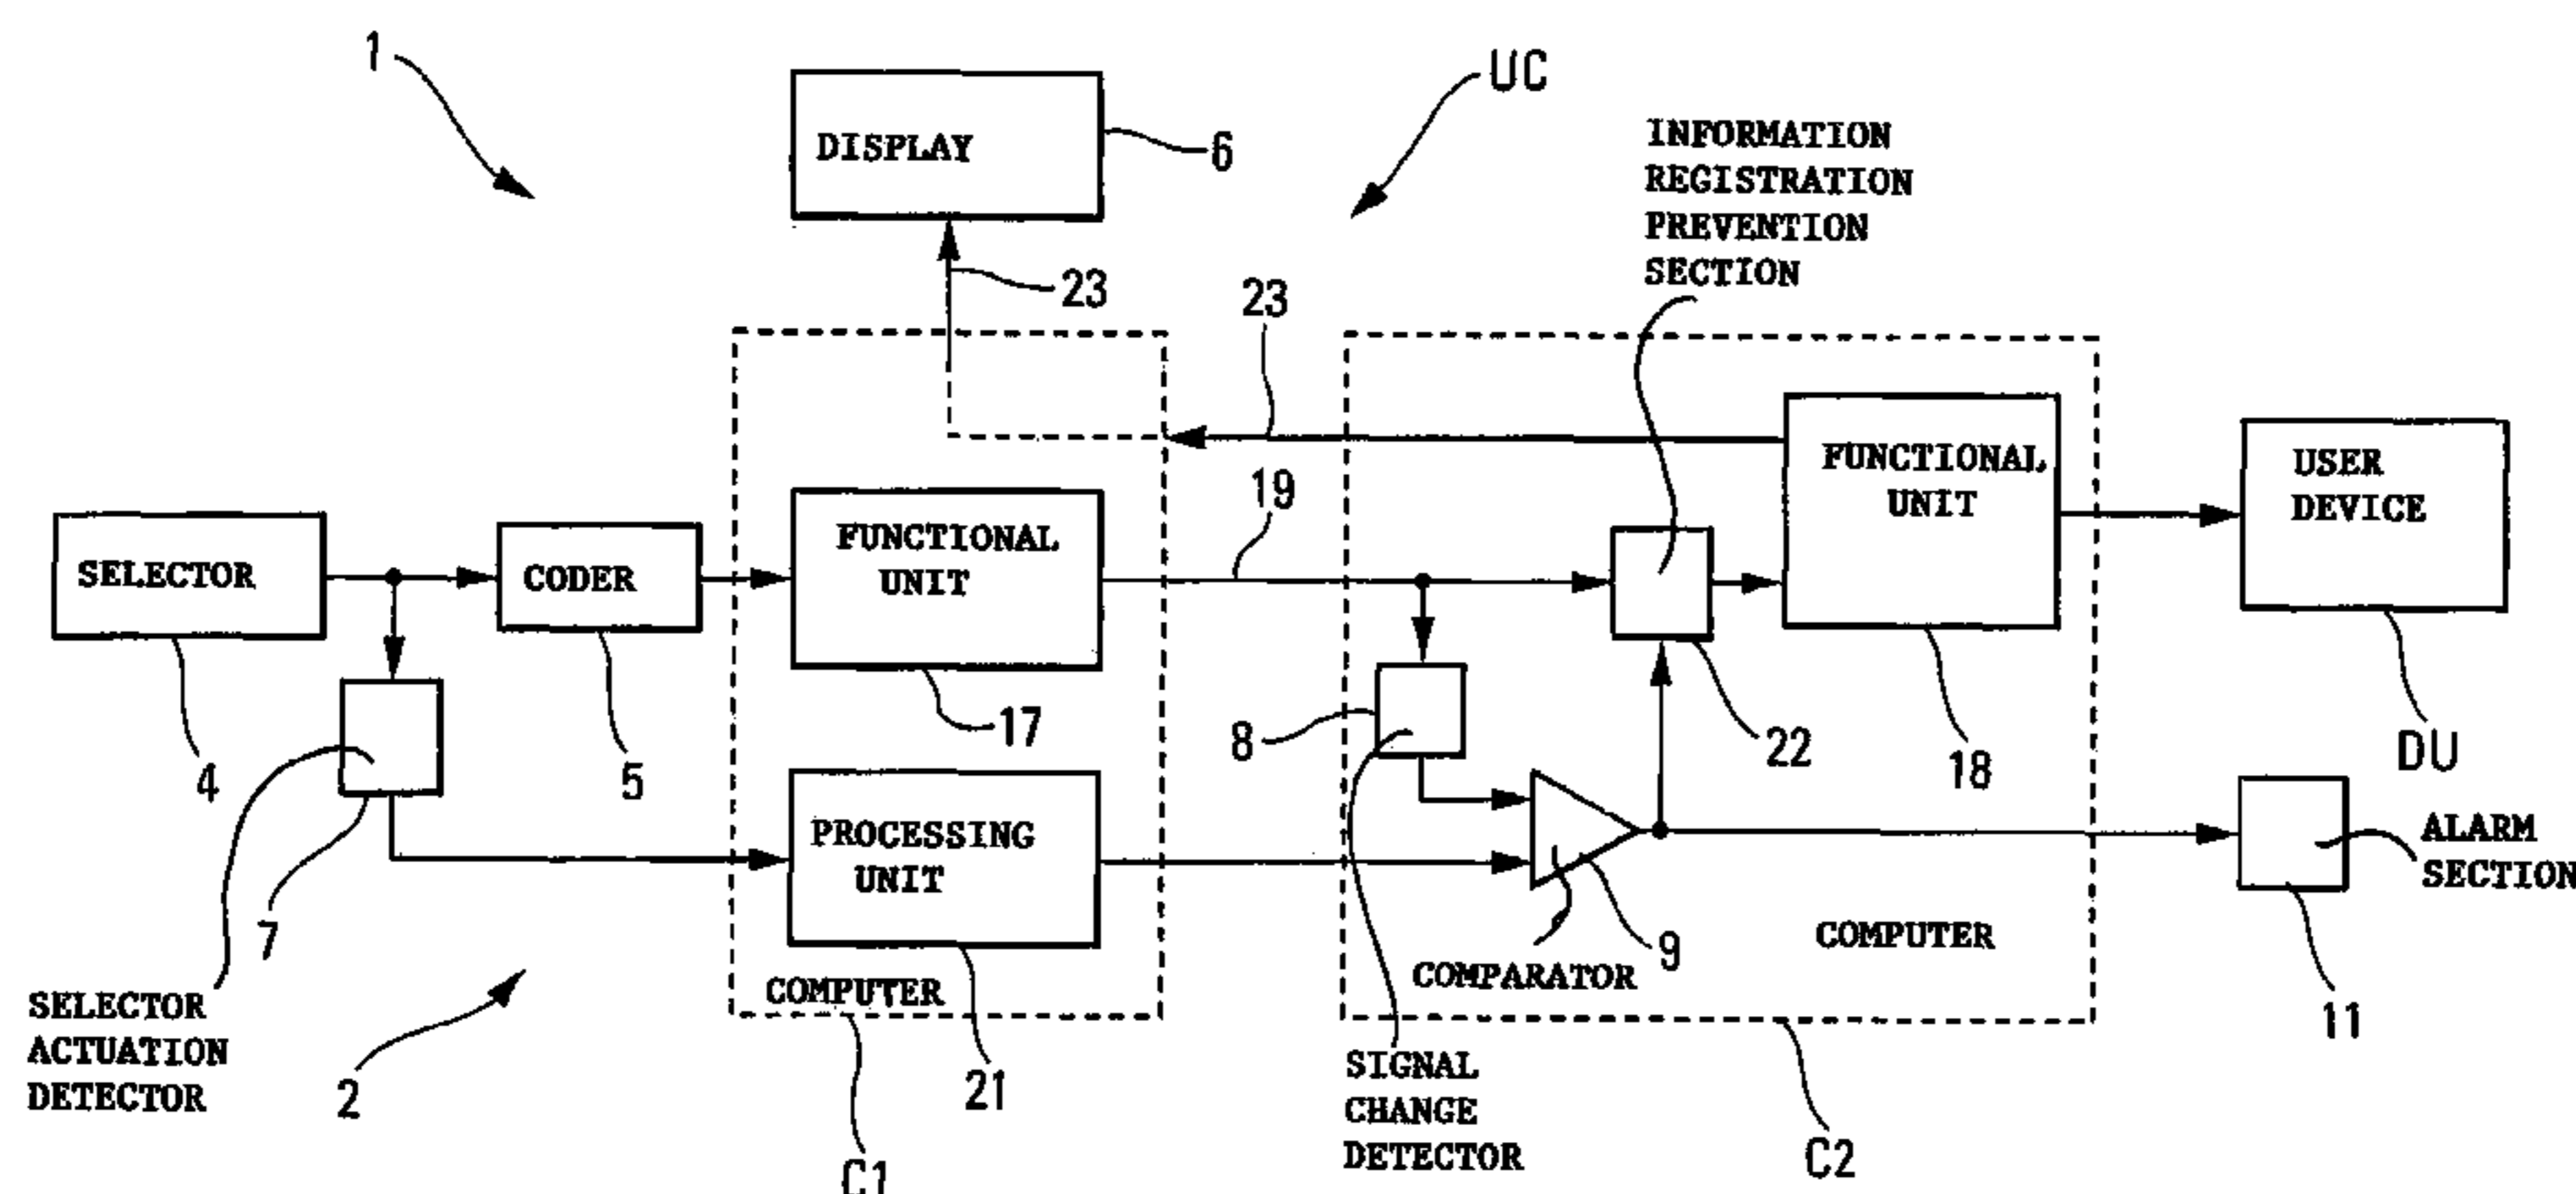 1
UC
DISPLAY
6
INFORMATION
REGISTRATION
PREVENTION
SECTION
23
23
FUNCTIONAL
UNIT
USER
DEVICE
19
FUNCTIONAL
UNIT
SELECTOR
CODER
4
5
17
8
22
18
DU
7
PROCESSING
UNIT
9
ALARM
SECTION
COMPUTER
COMPARATOR
COMPUTER
11
SELECTOR
ACTUATION
DETECTOR
2
21
SIGNAL
CHANGE
DETECTOR
C1
C2